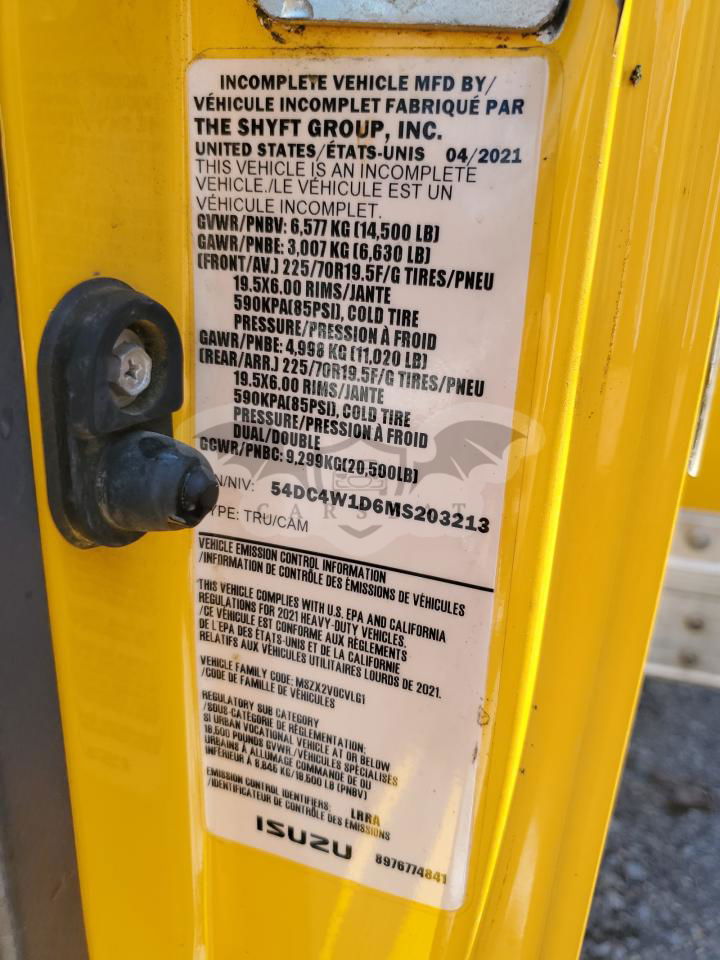 INCOMPLETE VEHICLE MFD BY/
VÉHICULE INCOMPLET FABRIQUÉ PAR
THE SHYFT GROUP, INC.
UNITED STATES/ÉTATS-UNIS 04/2021
THIS VEHICLE IS AN INCOMPLETE
VEHICLE./LE VÉHICULE EST UN
VÉHICULE INCOMPLET.
GVWR/PNBV: 6,577 KG (14,500 LB)
GAWR/PNBE: 3,007 KG (6,630 LB)
(FRONT/AV.) 225/70R19.5F/G TIRES/PNEU
19.5X6.00 RIMS/JANTE
590KPA(85PSI), COLD TIRE
PRESSURE/PRESSION À FROID
GAWR/PNBE: 4,998 KG (11,020 LB)
(REAR/ARR.) 225/70R19.5F/G TIRES/PNEU
19.5X6.00 RIMS/JANTE
590KPA(85PSI), COLD TIRE
PRESSURE/PRESSION À FROID
DUAL/DOUBLE
GCWR/PNBC: 9,299KG(20,500LB)
N/NIV: 54DC4W1D6MS203213
YPE: TRU/CAM
CARS
VEHICLE EMISSION CONTROL INFORMATION
/INFORMATION DE CONTRÔLE DES ÉMISSIONS DE VÉHICULES
THIS VEHICLE COMPLIES WITH U.S. EPA AND CALIFORNIA
REGULATIONS FOR 2021 HEAVY-DUTY VEHICLES.
/CE VÉHICULE EST CONFORME AUX RÈGLEMENTS
DE L'EPA DES ÉTATS-UNIS ET DE LA CALIFORNIE
RELATIFS AUX VÉHICULES UTILITAIRES LOURDS DE 2021.
VEHICLE FAMILY CODE: MSZX2VOCVLG1
/CODE DE FAMILLE DE VÉHICULES
REGULATORY SUB CATEGORY
/SOUS-CATÉGORIE DE RÉGLEMENTATION:
SI URBAN VOCATIONAL VEHICLE AT OR BELOW
19,500 POUNDS GVWR /VÉHICULES SPÉCIALISÉS
URBAINS À ALLUMAGE COMMANDÉ DE OU
INFÉRIEUR À 8,845 KG/19,500 LB (PNBV)
EMISSION CONTROL IDENTIFIERS: LRRA
/IDENTIFICATEUR DE CONTRÔLE DES ÉMISSIONS
ISUZU 8976774841